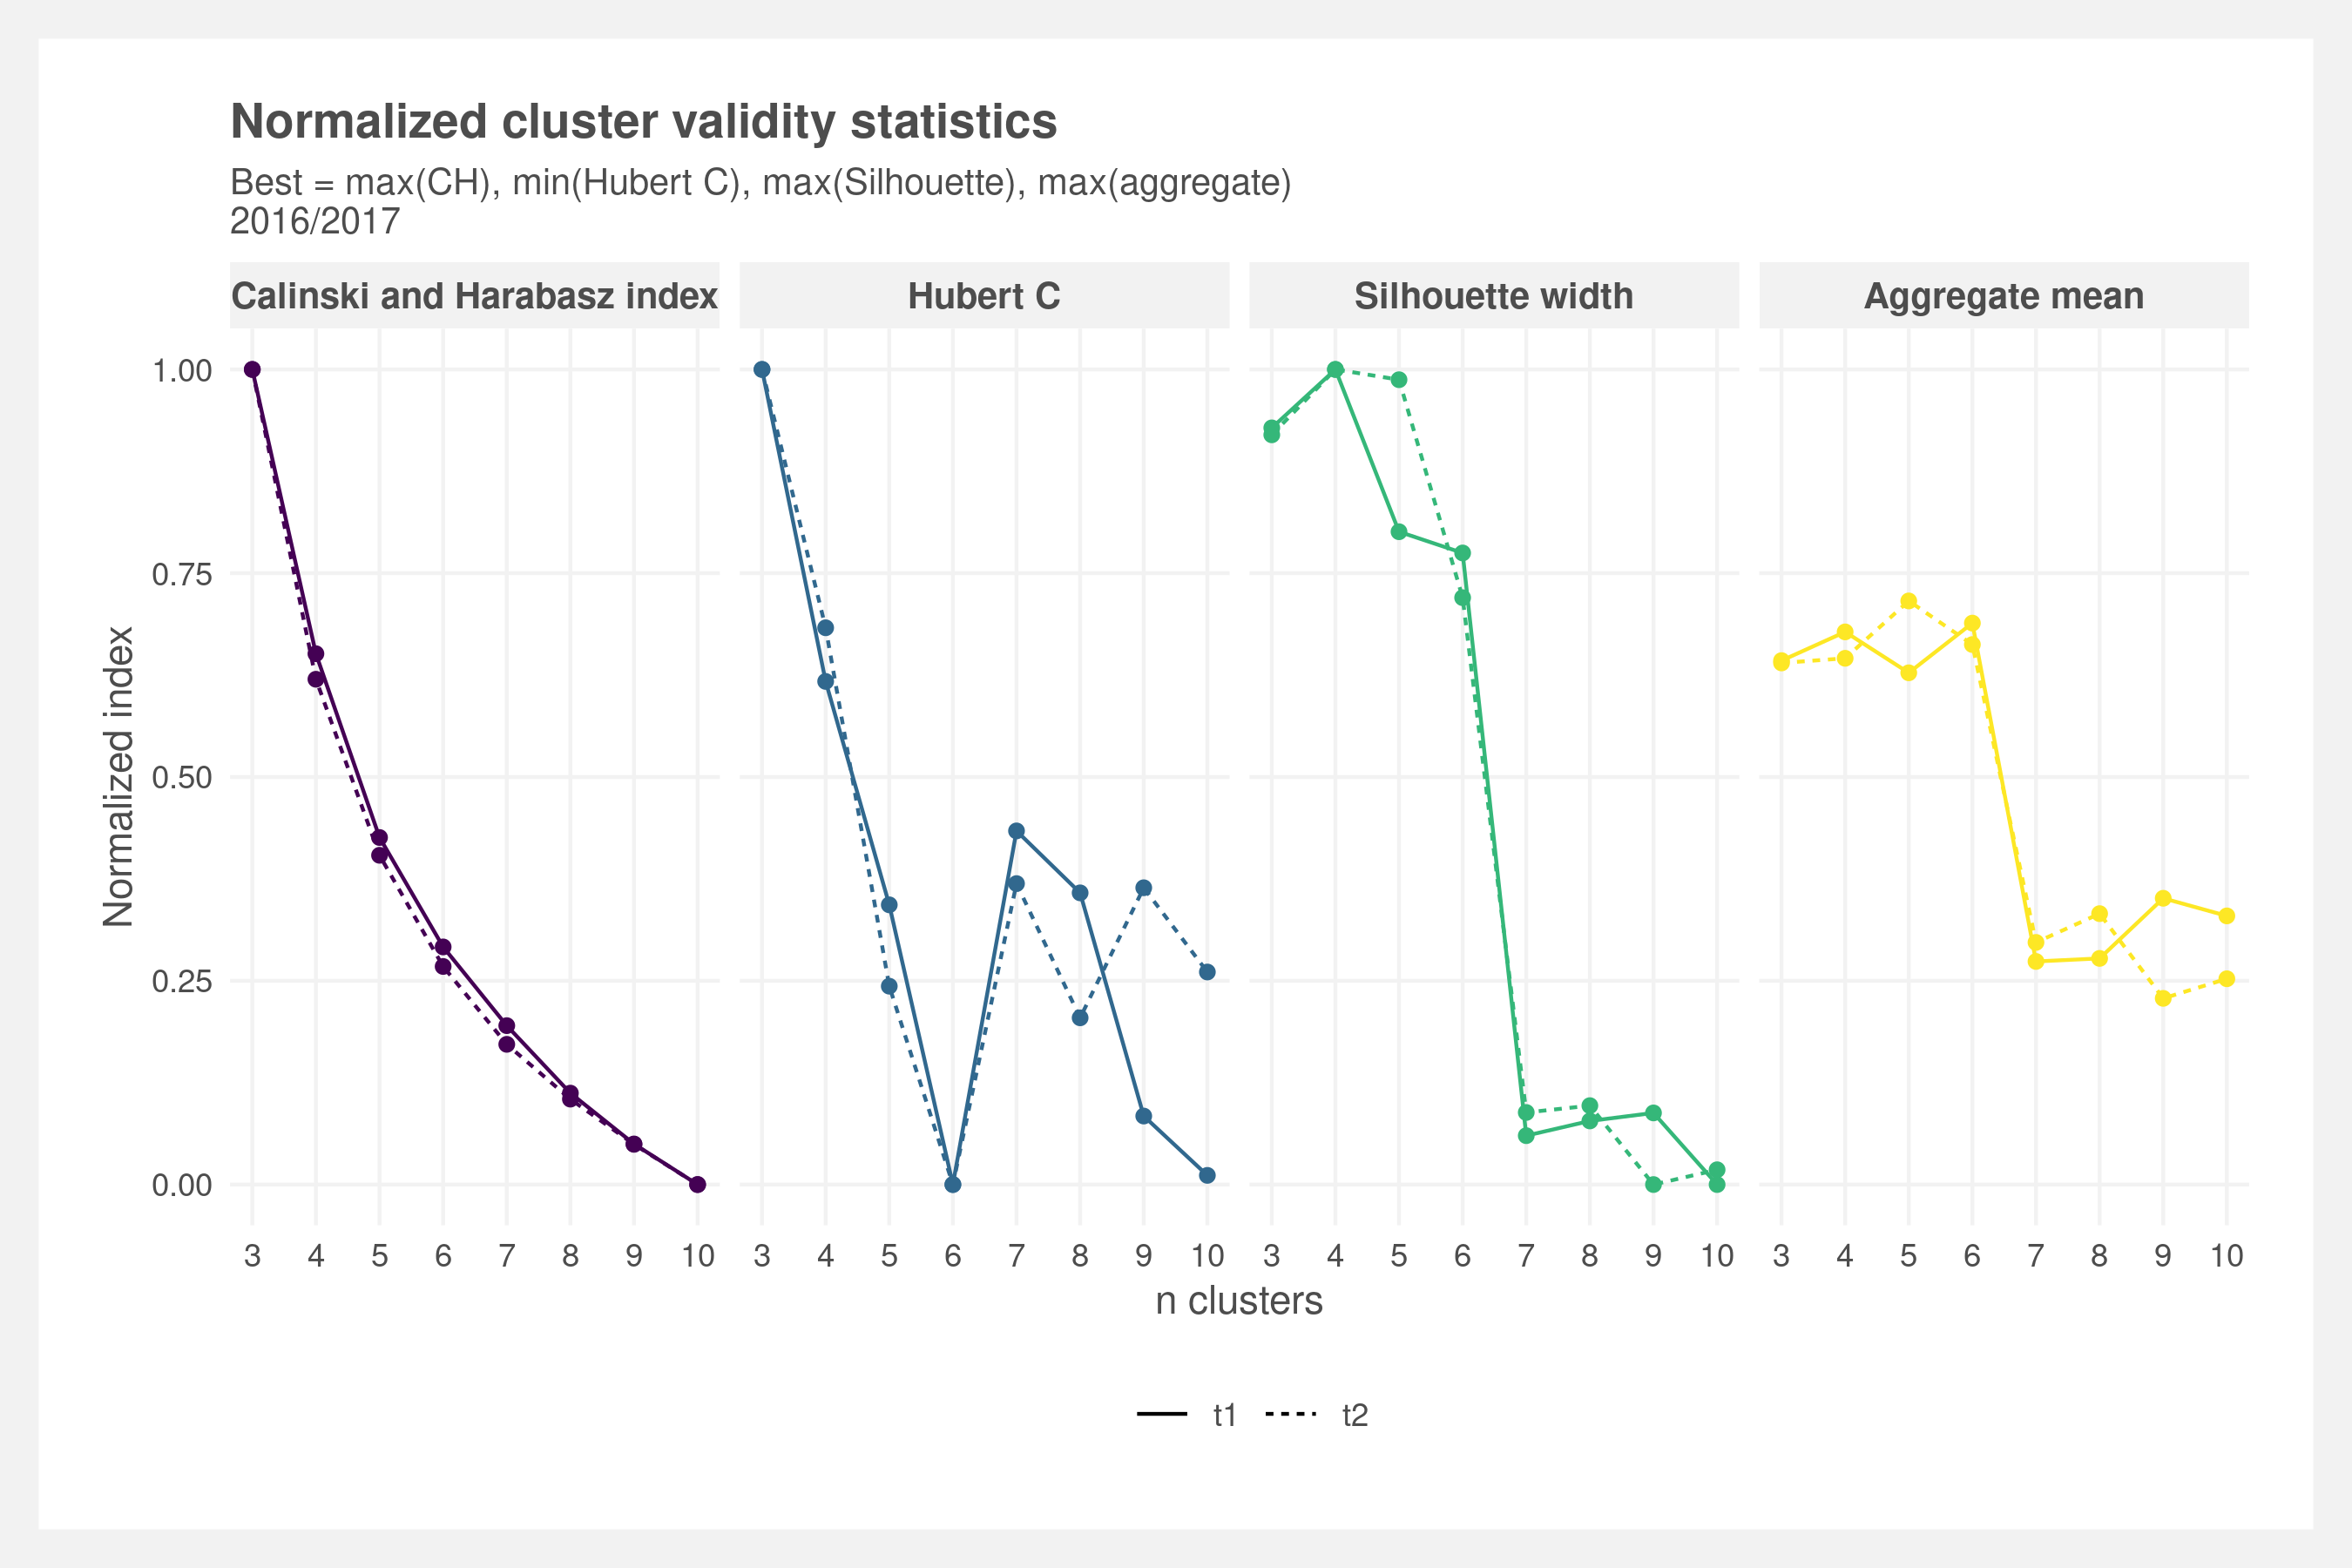 Normalized cluster validity statistics
Best = max(CH), min(Hubert C), max(Silhouette), max(aggregate)
2016/2017
Calinski and Harabasz index
Hubert C
Silhouette width
Aggregate mean
Normalized index
1.00
0.75
0.50
0.25
0.00
3 4 5 6 7 8 9 10
3 4 5 6 7 8 9 10
3 4 5 6 7 8 9 10
3 4 5 6 7 8 9 10
n clusters
t1 t2